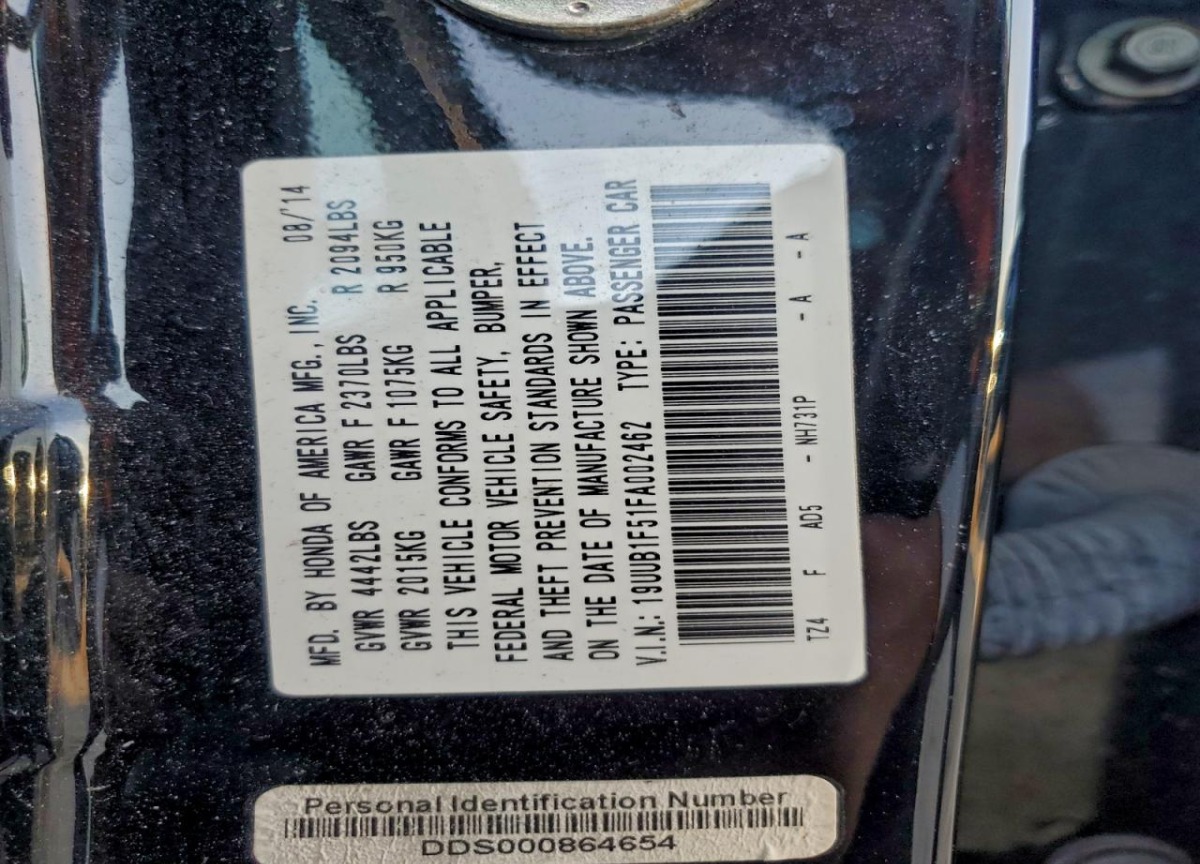 MFD. BY HONDA OF AMERICA MFG., INC. 08/'14
GVWR 4442LBS GAWR F 2370LBS R 2094LBS
GVWR 2015KG GAWR F 1075KG R 950KG
THIS VEHICLE CONFORMS TO ALL APPLICABLE
FEDERAL MOTOR VEHICLE SAFETY, BUMPER,
AND THEFT PREVENTION STANDARDS IN EFFECT
ON THE DATE OF MANUFACTURE SHOWN ABOVE.
V.I.N.: 19UUB1F51FA002462 TYPE: PASSENGER CAR
TZ4 F AD5 - NH731P - A - A
Personal Identification Number
DDS000864654